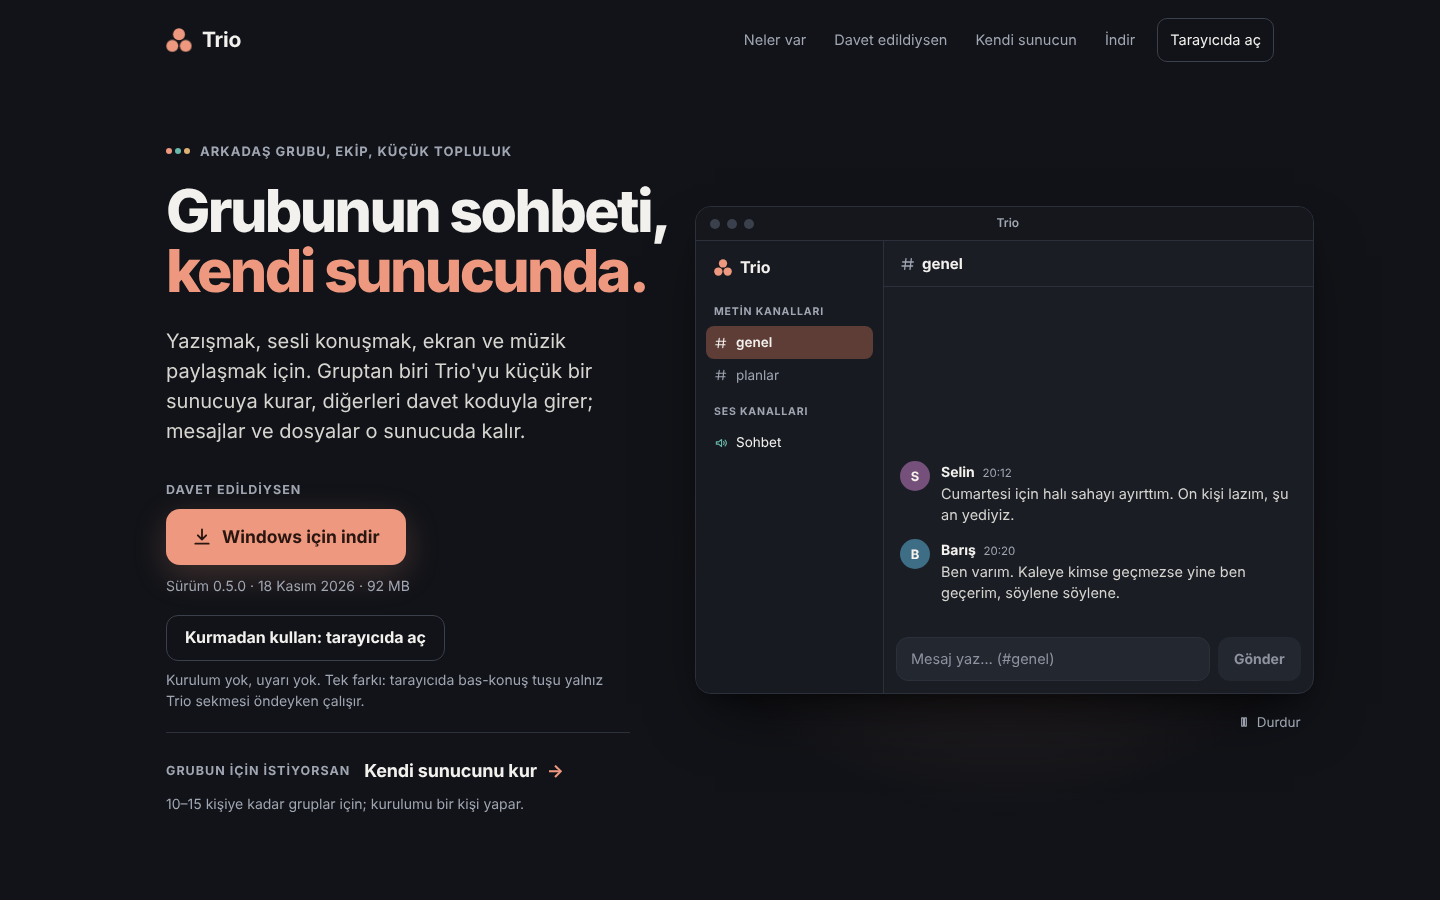 Trio
Neler var
Davet edildiysen
Kendi sunucun
İndir
Tarayıcıda aç
ARKADAŞ GRUBU, EKİP, KÜÇÜK TOPLULUK
Grubunun sohbeti,
kendi sunucunda.
Yazışmak, sesli konuşmak, ekran ve müzik
paylaşmak için. Gruptan biri Trio'yu küçük bir
sunucuya kurar, diğerleri davet koduyla girer;
mesajlar ve dosyalar o sunucuda kalır.
DAVET EDİLDİYSEN
Windows için indir
Sürüm 0.5.0 · 18 Kasım 2026 · 92 MB
Kurmadan kullan: tarayıcıda aç
Kurulum yok, uyarı yok. Tek farkı: tarayıcıda bas-konuş tuşu yalnız
Trio sekmesi öndeyken çalışır.
GRUBUN İÇİN İSTİYORSAN
Kendi sunucunu kur →
10–15 kişiye kadar gruplar için; kurulumu bir kişi yapar.
Trio
Trio
METİN KANALLARI
# genel
# planlar
SES KANALLARI
Sohbet
# genel
S
Selin 20:12
Cumartesi için halı sahayı ayırttım. On kişi lazım, şu
an yediyiz.
B
Barış 20:20
Ben varım. Kaleye kimse geçmezse yine ben
geçerim, söylene söylene.
Mesaj yaz... (#genel)
Gönder
Durdur